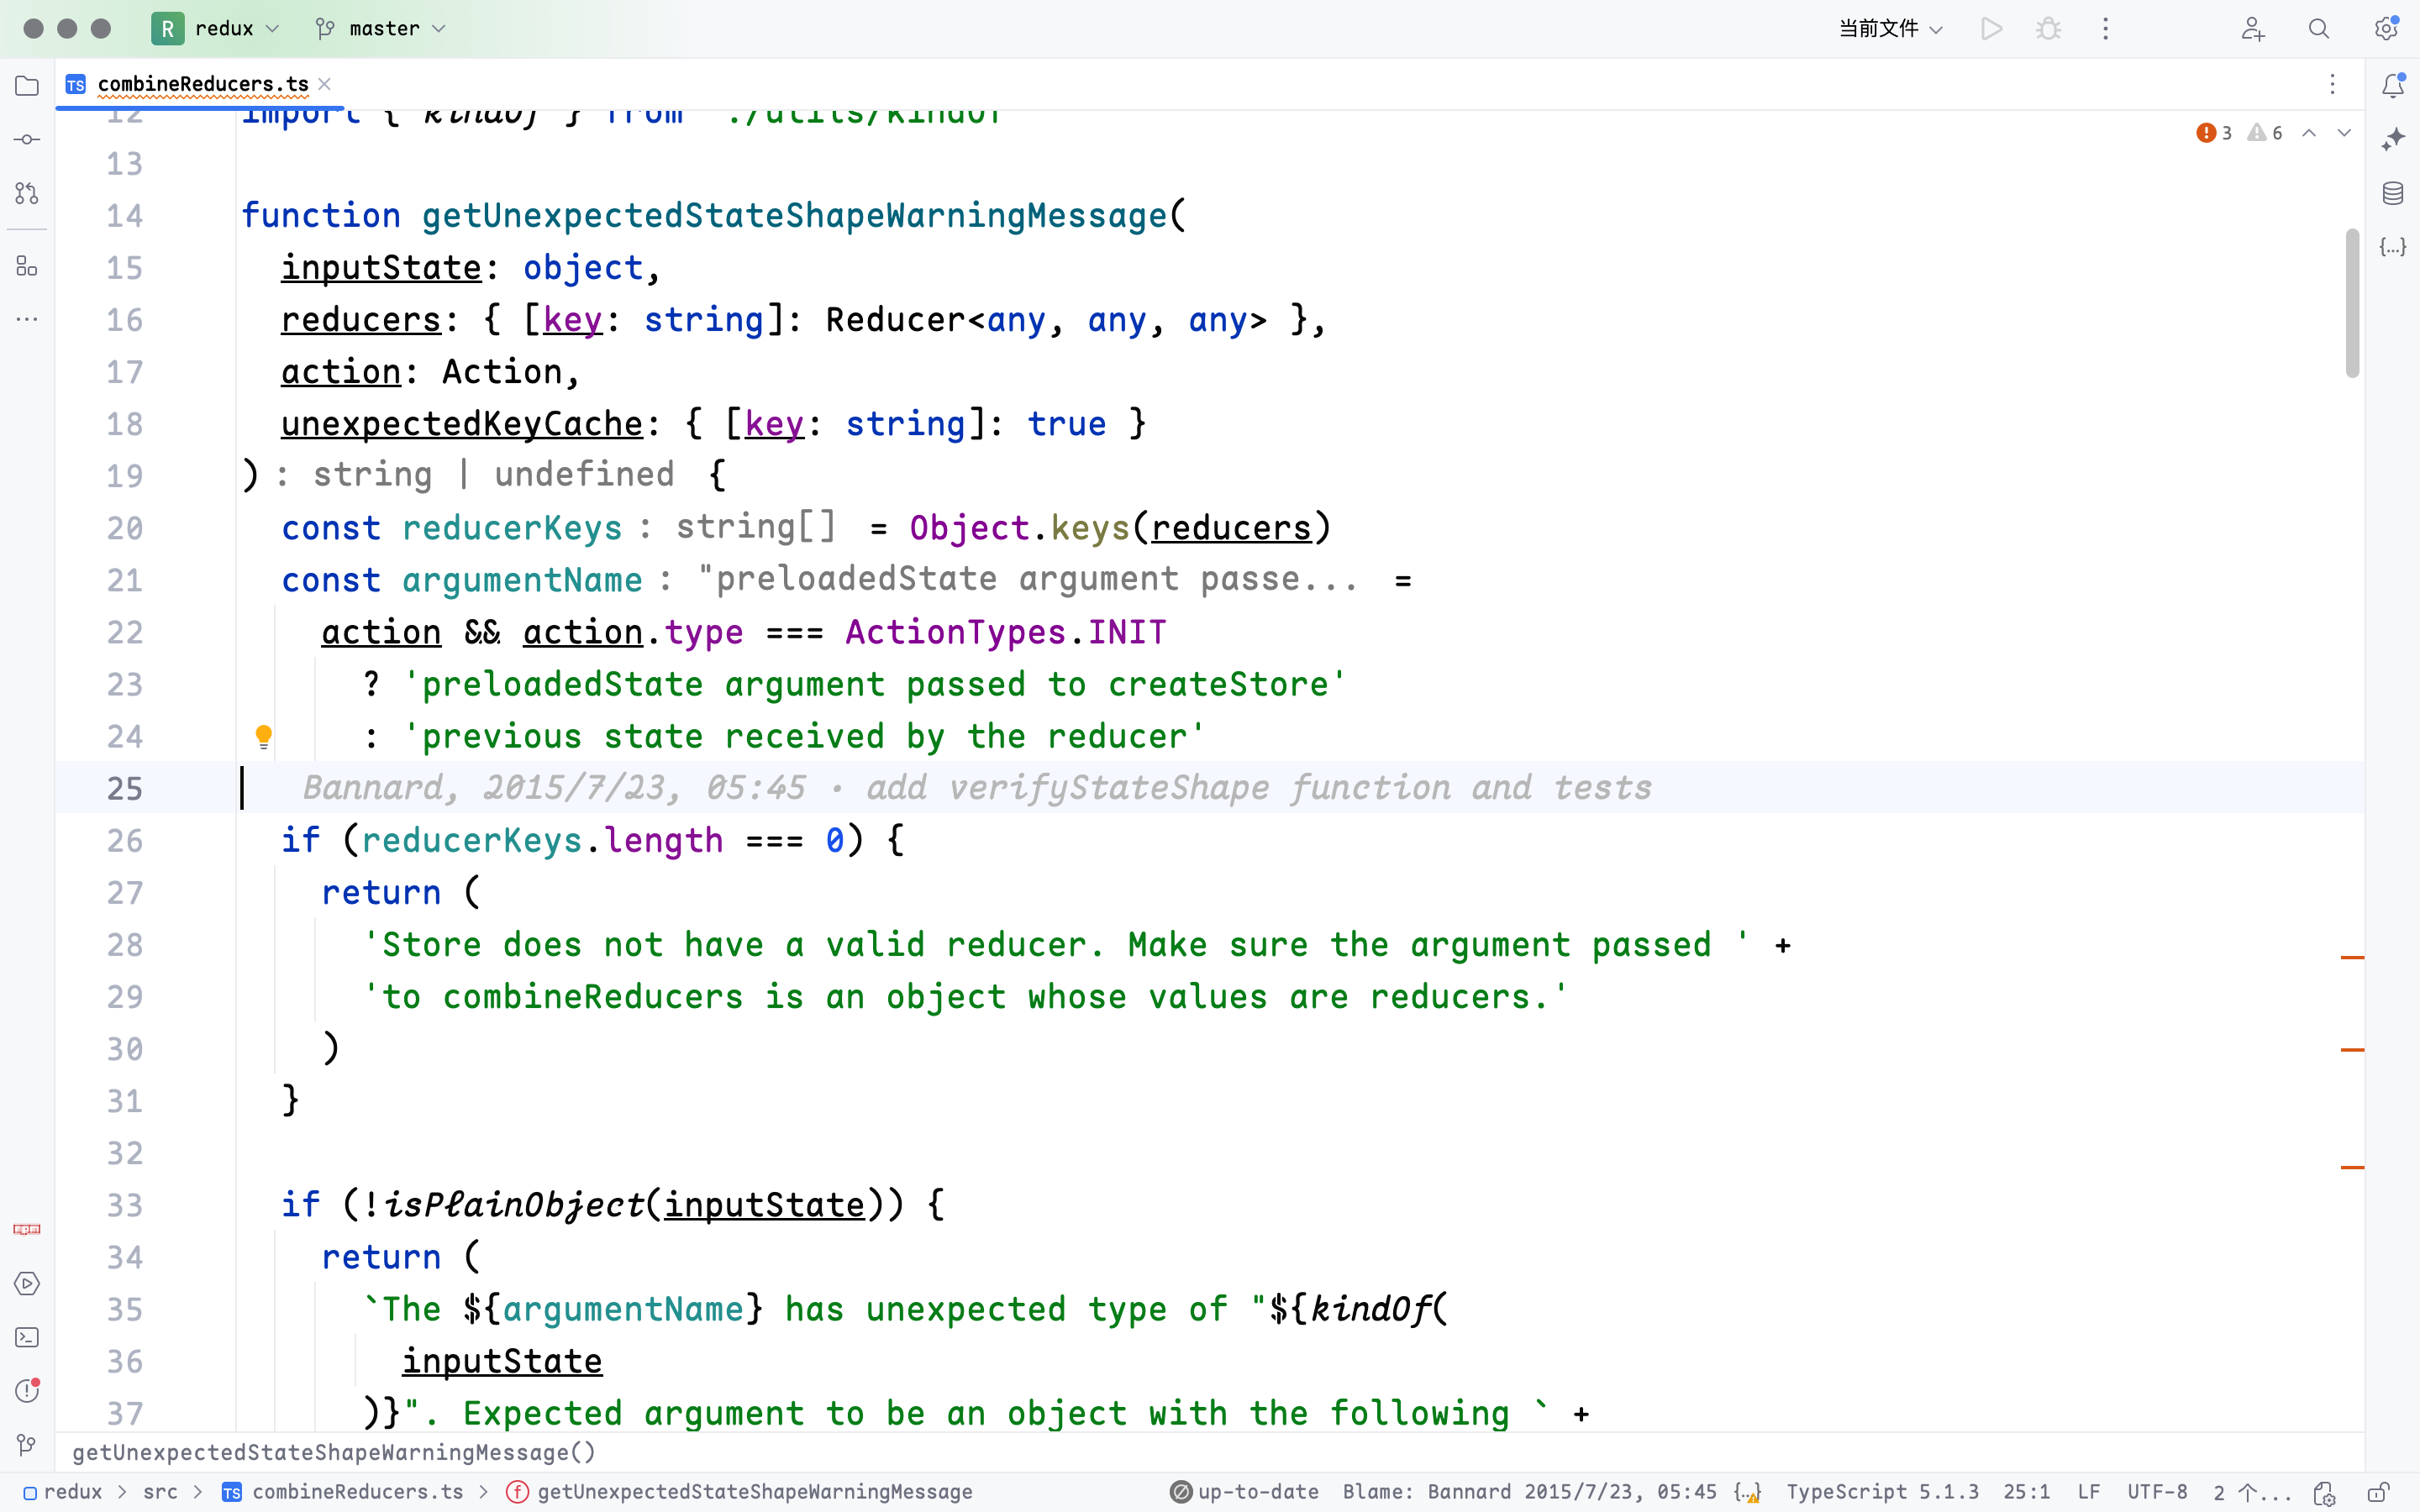 R redux master 当前文件
TS combineReducers.ts
3 6
12 import { kindOf } from './utils/kindOf'
13
14 function getUnexpectedStateShapeWarningMessage(
15 inputState: object,
16 reducers: { [key: string]: Reducer<any, any, any> },
17 action: Action,
18 unexpectedKeyCache: { [key: string]: true }
19 ) : string | undefined {
20 const reducerKeys : string[] = Object.keys(reducers)
21 const argumentName : "preloadedState argument passe... =
22 action && action.type === ActionTypes.INIT
23 ? 'preloadedState argument passed to createStore'
24 : 'previous state received by the reducer'
25 Bannard, 2015/7/23, 05:45 · add verifyStateShape function and tests
26 if (reducerKeys.length === 0) {
27 return (
28 'Store does not have a valid reducer. Make sure the argument passed ' +
29 'to combineReducers is an object whose values are reducers.'
30 )
31 }
32
33 if (!isPlainObject(inputState)) {
34 return (
35 `The ${argumentName} has unexpected type of "${kindOf(
36 inputState
37 )}". Expected argument to be an object with the following ` +
getUnexpectedStateShapeWarningMessage()
redux > src > TS combineReducers.ts > f getUnexpectedStateShapeWarningMessage up-to-date Blame: Bannard 2015/7/23, 05:45 TypeScript 5.1.3 25:1 LF UTF-8 2 个...